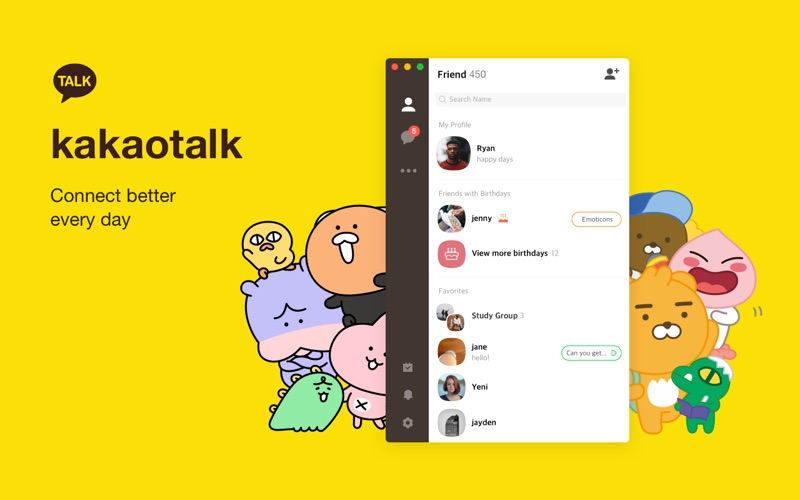 TALK
kakaotalk
Connect better
every day
Friend 450
Search Name
My Profile
Ryan
happy days
Friends with Birthdays
jenny
Emoticons
View more birthdays 12
Favorites
Study Group 3
jane
hello!
Can you get...
Yeni
jayden
5